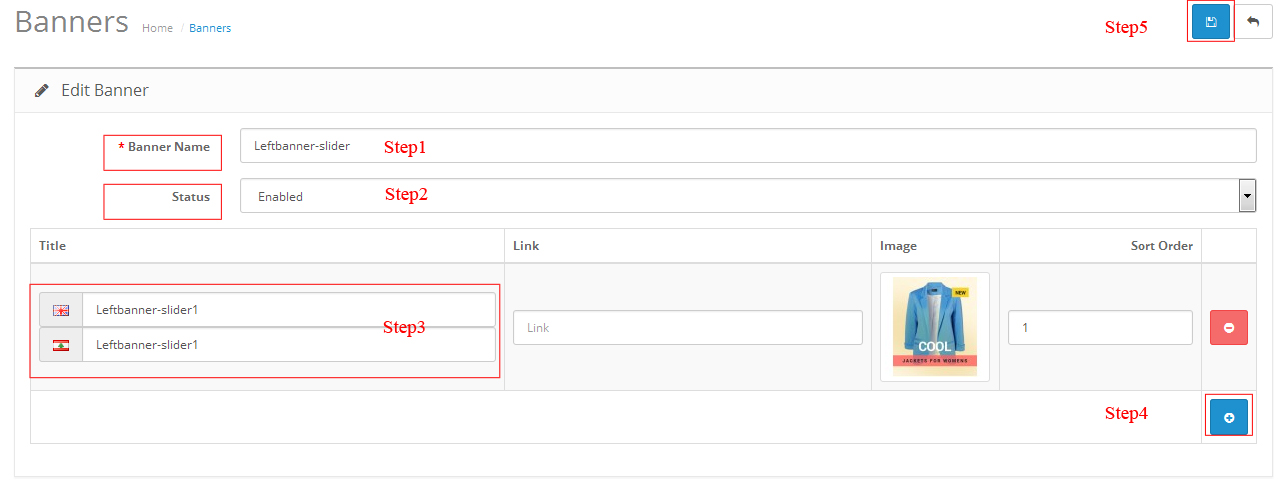 Banners Home / Banners
Step5
Edit Banner
* Banner Name Leftbanner-slider Step1
Status Enabled Step2
Title Link Image Sort Order
Leftbanner-slider1
Step3
Leftbanner-slider1
Link
NEW
COOL
JACKETS FOR WOMENS
1
Step4